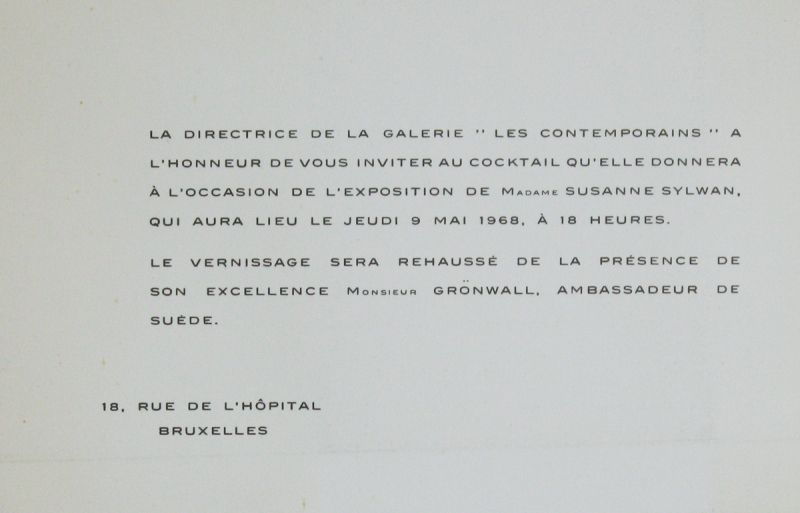 LA DIRECTRICE DE LA GALERIE " LES CONTEMPORAINS " A
L'HONNEUR DE VOUS INVITER AU COCKTAIL QU'ELLE DONNERA
À L'OCCASION DE L'EXPOSITION DE MADAME SUSANNE SYLWAN,
QUI AURA LIEU LE JEUDI 9 MAI 1968, À 18 HEURES.
LE VERNISSAGE SERA REHAUSSÉ DE LA PRÉSENCE DE
SON EXCELLENCE MONSIEUR GRÖNWALL, AMBASSADEUR DE
SUÈDE.
18, RUE DE L'HÔPITAL
BRUXELLES